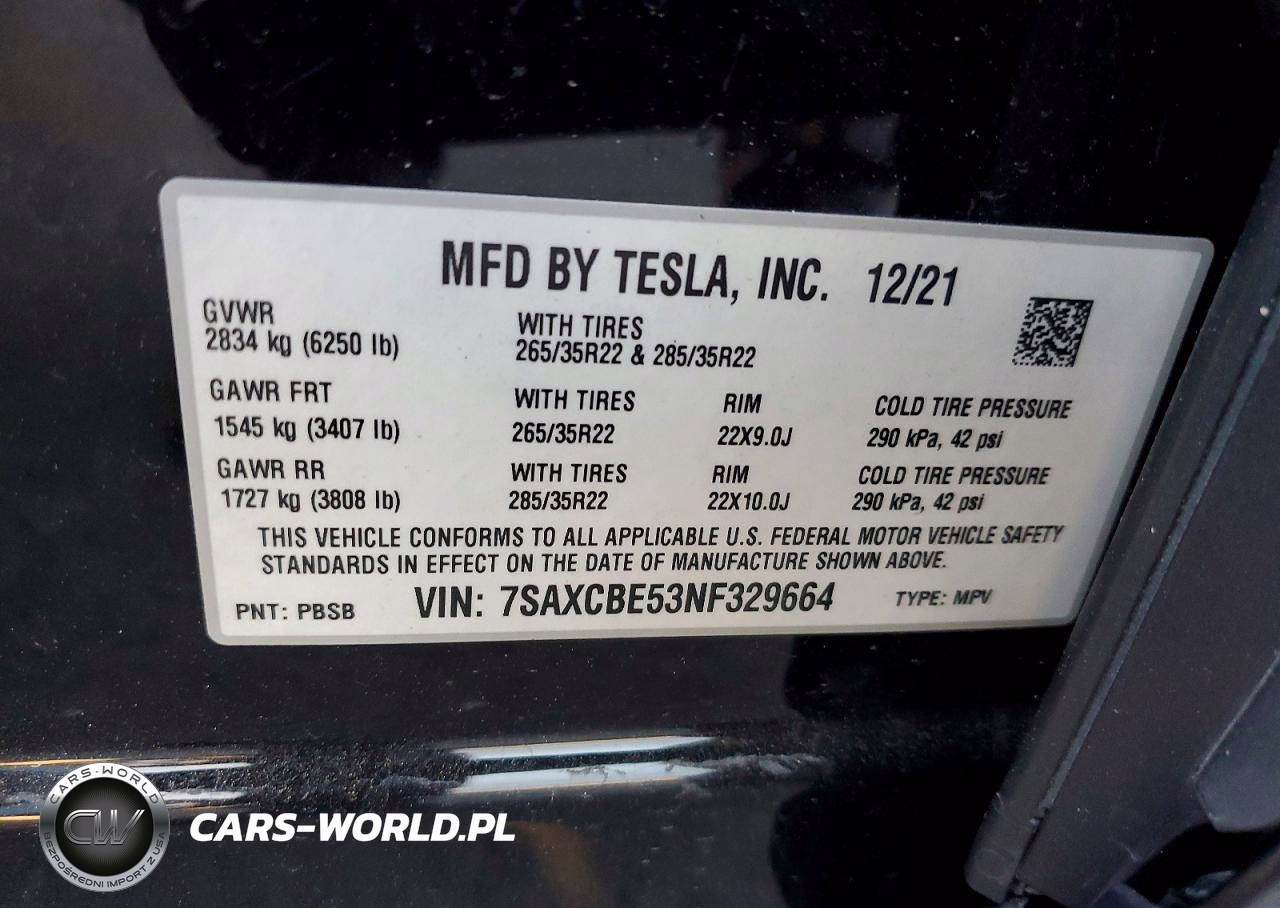 MFD BY TESLA, INC. 12/21
GVWR
2834 kg (6250 lb)
WITH TIRES
265/35R22 & 285/35R22
GAWR FRT WITH TIRES RIM COLD TIRE PRESSURE
1545 kg (3407 lb) 265/35R22 22X9.0J 290 kPa, 42 psi
GAWR RR WITH TIRES RIM COLD TIRE PRESSURE
1727 kg (3808 lb) 285/35R22 22X10.0J 290 kPa, 42 psi
THIS VEHICLE CONFORMS TO ALL APPLICABLE U.S. FEDERAL MOTOR VEHICLE SAFETY
STANDARDS IN EFFECT ON THE DATE OF MANUFACTURE SHOWN ABOVE.
PNT: PBSB VIN: 7SAXCBE53NF329664 TYPE: MPV
CARS-WORLD
CW
BEZPOŚREDNI IMPORT Z USA
CARS-WORLD.PL